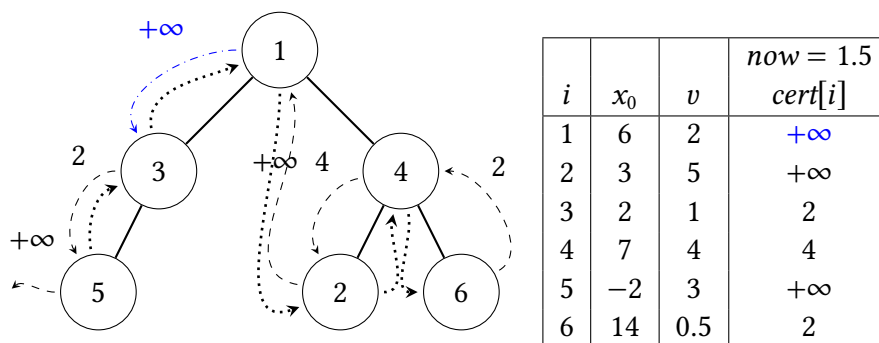 +∞
1
2
3
+∞
4
4
2
+∞
5
2
6
now = 1.5
i x₀ v cert[i]
1 6 2 +∞
2 3 5 +∞
3 2 1 2
4 7 4 4
5 −2 3 +∞
6 14 0.5 2